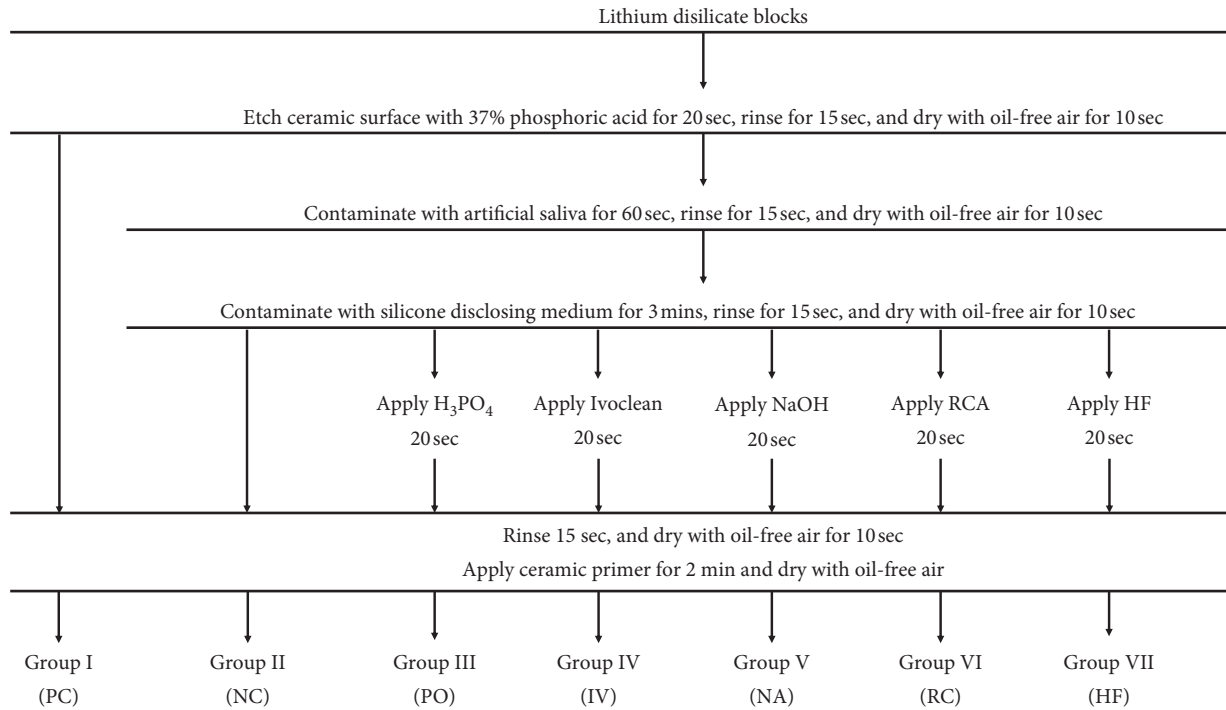 Lithium disilicate blocks
Etch ceramic surface with 37% phosphoric acid for 20 sec, rinse for 15 sec, and dry with oil-free air for 10 sec
Contaminate with artificial saliva for 60 sec, rinse for 15 sec, and dry with oil-free air for 10 sec
Contaminate with silicone disclosing medium for 3 mins, rinse for 15 sec, and dry with oil-free air for 10 sec
Apply H₃PO₄ Apply Ivoclean Apply NaOH Apply RCA Apply HF
20 sec 20 sec 20 sec 20 sec 20 sec
Rinse 15 sec, and dry with oil-free air for 10 sec
Apply ceramic primer for 2 min and dry with oil-free air
Group I Group II Group III Group IV Group V Group VI Group VII
(PC) (NC) (PO) (IV) (NA) (RC) (HF)